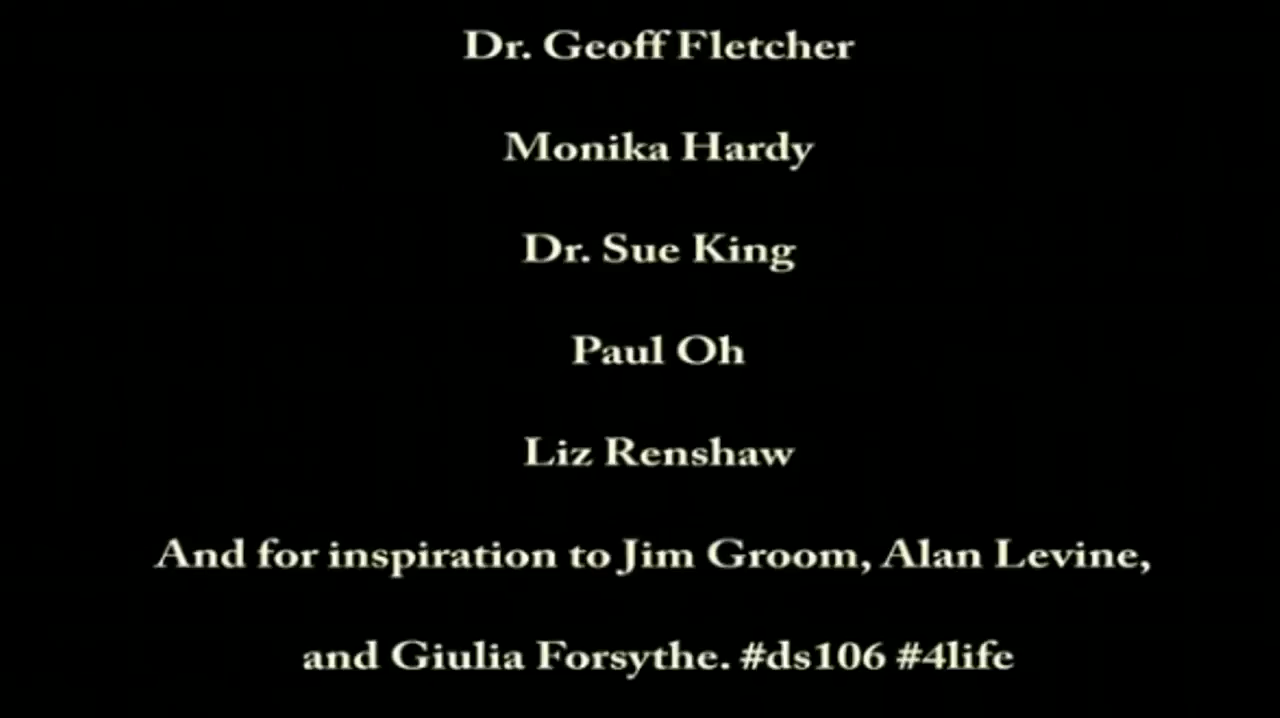 Dr. Geoff Fletcher
Monika Hardy
Dr. Sue King
Paul Oh
Liz Renshaw
And for inspiration to Jim Groom, Alan Levine,
and Giulia Forsythe. #ds106 #4life